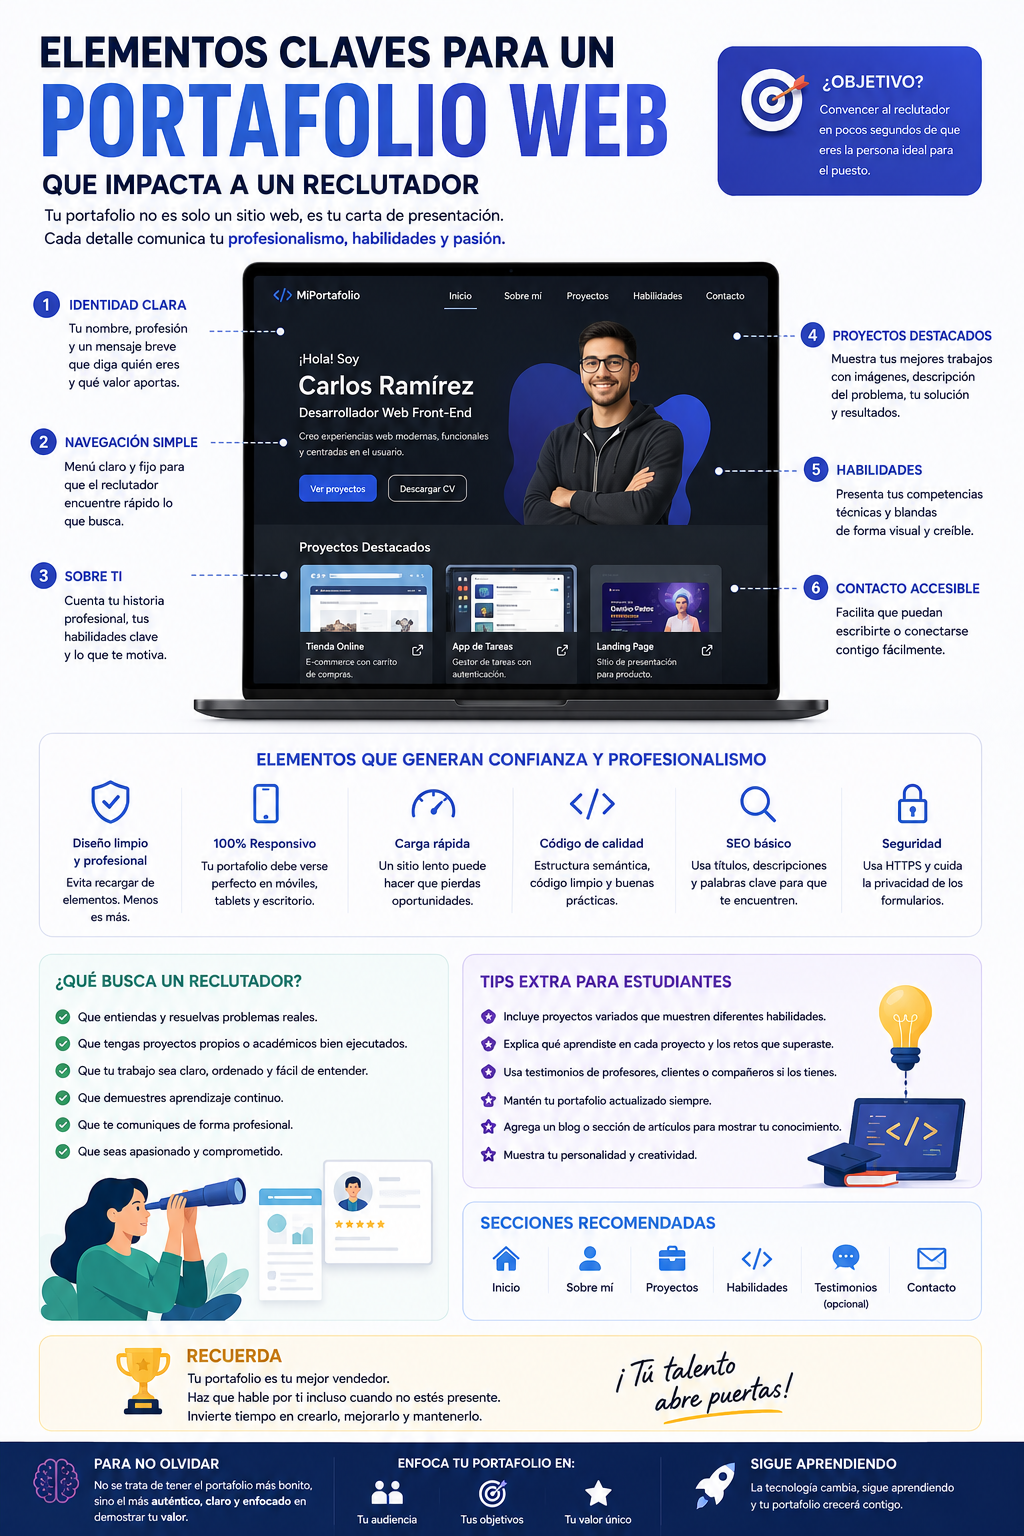 ELEMENTOS CLAVES PARA UN
PORTAFOLIO WEB
QUE IMPACTA A UN RECLUTADOR
Tu portafolio no es solo un sitio web, es tu carta de presentación.
Cada detalle comunica tu profesionalismo, habilidades y pasión.
¿OBJETIVO?
Convencer al reclutador
en pocos segundos de que
eres la persona ideal para
el puesto.
1 IDENTIDAD CLARA
Tu nombre, profesión
y un mensaje breve
que diga quién eres
y qué valor aportas.
2 NAVEGACIÓN SIMPLE
Menú claro y fijo para
que el reclutador
encuentre rápido lo
que busca.
3 SOBRE TI
Cuenta tu historia
profesional, tus
habilidades clave
y lo que te motiva.
</> MiPortafolio
Inicio Sobre mí Proyectos Habilidades Contacto
¡Hola! Soy
Carlos Ramírez
Desarrollador Web Front-End
Creo experiencias web modernas, funcionales
y centradas en el usuario.
Ver proyectos Descargar CV
Proyectos Destacados
Tienda Online
E-commerce con carrito
de compras.
App de Tareas
Gestor de tareas con
autenticación.
Landing Page
Sitio de presentación
para producto.
4 PROYECTOS DESTACADOS
Muestra tus mejores trabajos
con imágenes, descripción
del problema, tu solución
y resultados.
5 HABILIDADES
Presenta tus competencias
técnicas y blandas
de forma visual y creíble.
6 CONTACTO ACCESIBLE
Facilita que puedan
escribirte o conectarse
contigo fácilmente.
ELEMENTOS QUE GENERAN CONFIANZA Y PROFESIONALISMO
Diseño limpio
y profesional
Evita recargar de
elementos. Menos
es más.
100% Responsivo
Tu portafolio debe verse
perfecto en móviles,
tablets y escritorio.
Carga rápida
Un sitio lento puede
hacer que pierdas
oportunidades.
</>
Código de calidad
Estructura semántica,
código limpio y buenas
prácticas.
SEO básico
Usa títulos, descripciones
y palabras clave para que
te encuentren.
Seguridad
Usa HTTPS y cuida
la privacidad de los
formularios.
¿QUÉ BUSCA UN RECLUTADOR?
Que entiendas y resuelvas problemas reales.
Que tengas proyectos propios o académicos bien ejecutados.
Que tu trabajo sea claro, ordenado y fácil de entender.
Que demuestres aprendizaje continuo.
Que te comuniques de forma profesional.
Que seas apasionado y comprometido.
TIPS EXTRA PARA ESTUDIANTES
Incluye proyectos variados que muestren diferentes habilidades.
Explica qué aprendiste en cada proyecto y los retos que superaste.
Usa testimonios de profesores, clientes o compañeros si los tienes.
Mantén tu portafolio actualizado siempre.
Agrega un blog o sección de artículos para mostrar tu conocimiento.
Muestra tu personalidad y creatividad.
</>
SECCIONES RECOMENDADAS
Inicio
Sobre mí
Proyectos
</>
Habilidades
Testimonios
(opcional)
Contacto
RECUERDA
Tu portafolio es tu mejor vendedor.
Haz que hable por ti incluso cuando no estés presente.
Invierte tiempo en crearlo, mejorarlo y mantenerlo.
¡Tú talento
abre puertas!
PARA NO OLVIDAR
No se trata de tener el portafolio más bonito,
sino el más auténtico, claro y enfocado en
demostrar tu valor.
ENFOCA TU PORTAFOLIO EN:
Tu audiencia
Tus objetivos
Tu valor único
SIGUE APRENDIENDO
La tecnología cambia, sigue aprendiendo
y tu portafolio crecerá contigo.